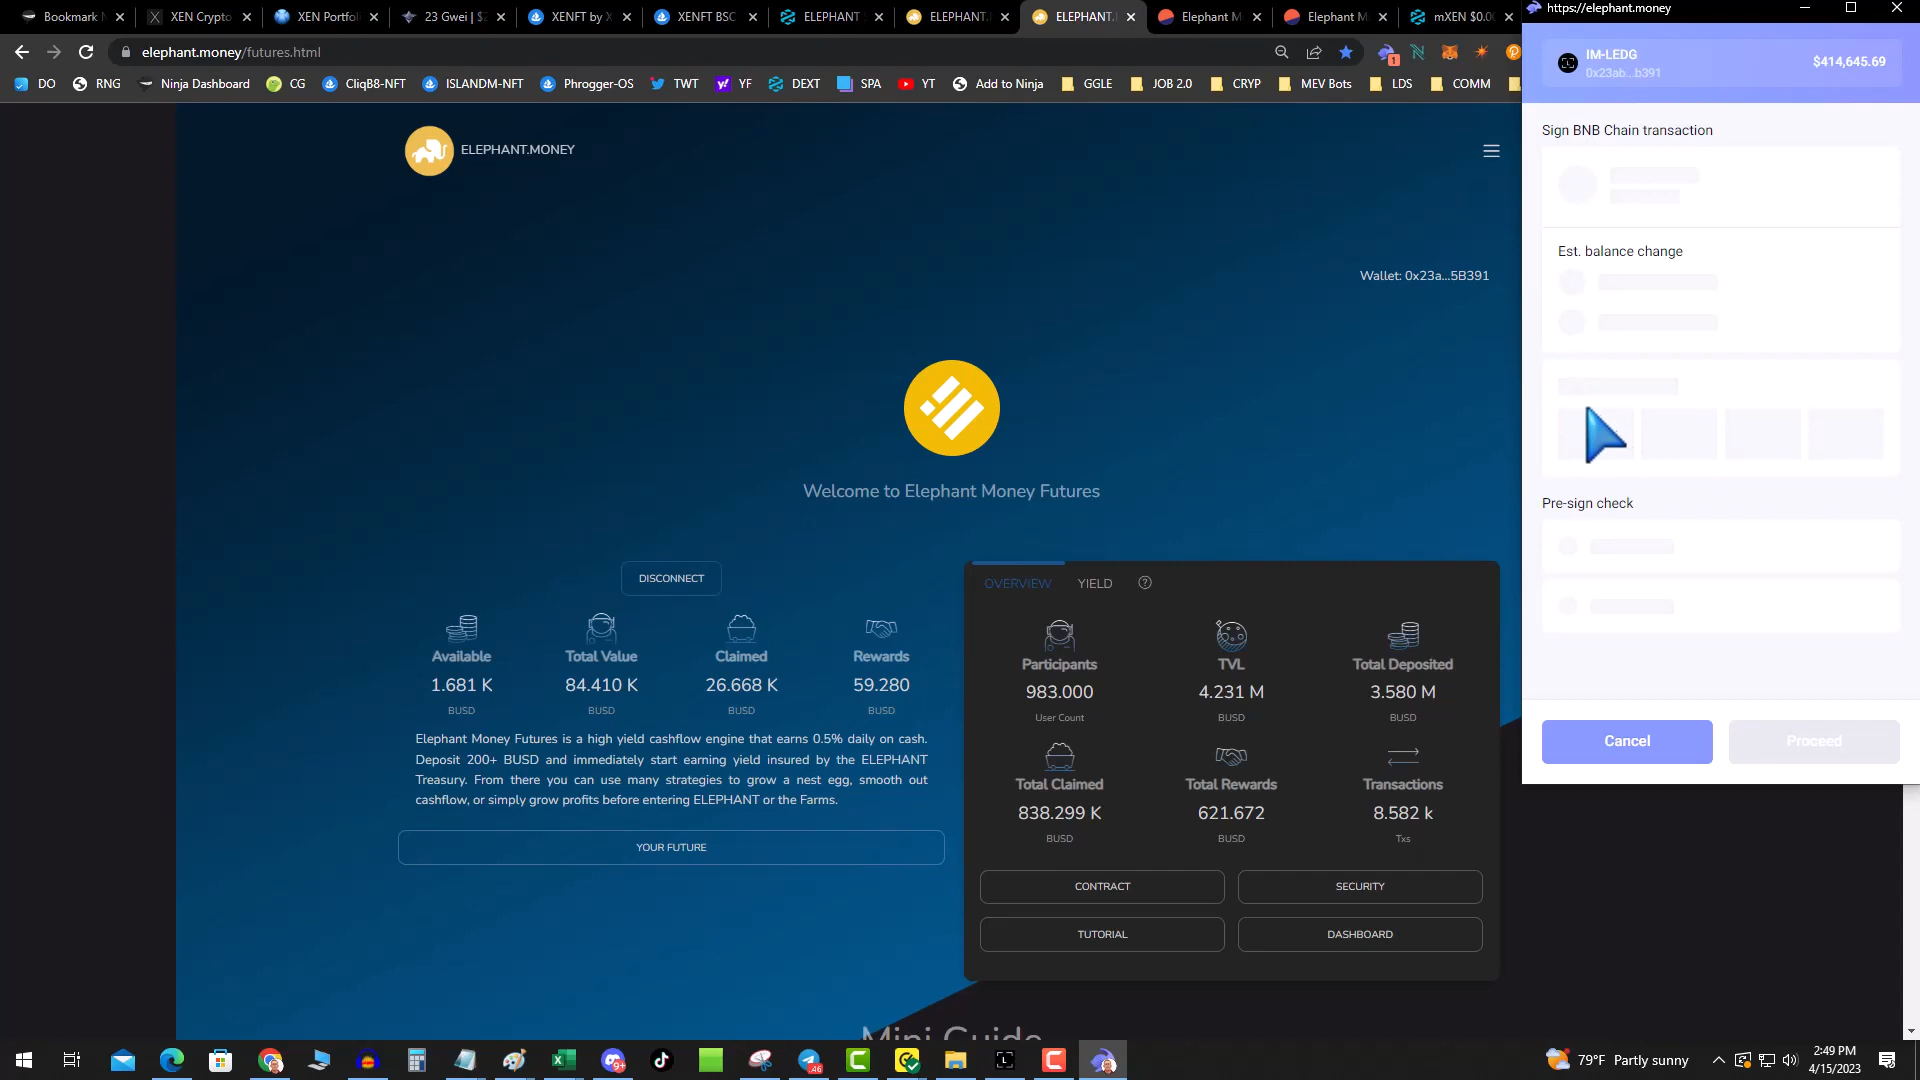 Bookmark
XEN Crypto
XEN Portfol
23 Gwei | $
XENFT by X
XENFT BSC
ELEPHANT
ELEPHANT.
ELEPHANT.
Elephant M
Elephant M
mXEN $0.0
https://elephant.money
elephant.money/futures.html
1
DO
RNG
Ninja Dashboard
CG
CliqB8-NFT
ISLANDM-NFT
Phrogger-OS
TWT
YF
DEXT
SPA
YT
Add to Ninja
GGLE
JOB 2.0
CRYP
MEV Bots
LDS
COMM
IM-LEDG
0x23ab...b391
$414,645.69
Sign BNB Chain transaction
Est. balance change
Pre-sign check
Cancel
Proceed
ELEPHANT.MONEY
Wallet: 0x23a...5B391
Welcome to Elephant Money Futures
DISCONNECT
Available
Total Value
Claimed
Rewards
1.681 K
84.410 K
26.668 K
59.280
BUSD
BUSD
BUSD
BUSD
Elephant Money Futures is a high yield cashflow engine that earns 0.5% daily on cash.
Deposit 200+ BUSD and immediately start earning yield insured by the ELEPHANT
Treasury. From there you can use many strategies to grow a nest egg, smooth out
cashflow, or simply grow profits before entering ELEPHANT or the Farms.
YOUR FUTURE
OVERVIEW
YIELD
Participants
TVL
Total Deposited
983.000
4.231 M
3.580 M
User Count
BUSD
BUSD
Total Claimed
Total Rewards
Transactions
838.299 K
621.672
8.582 k
BUSD
BUSD
Txs
CONTRACT
SECURITY
TUTORIAL
DASHBOARD
Mini Guide
9+
46
79°F Partly sunny
2:49 PM
4/15/2023